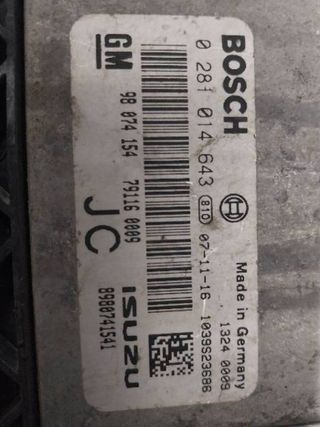 BOSCH
Made in Germany
0 281 014 643 810 07-11-16 1324 0009
1039S23686
GM
98 074 154 79116 0009
JC
ISUZU
8980741541